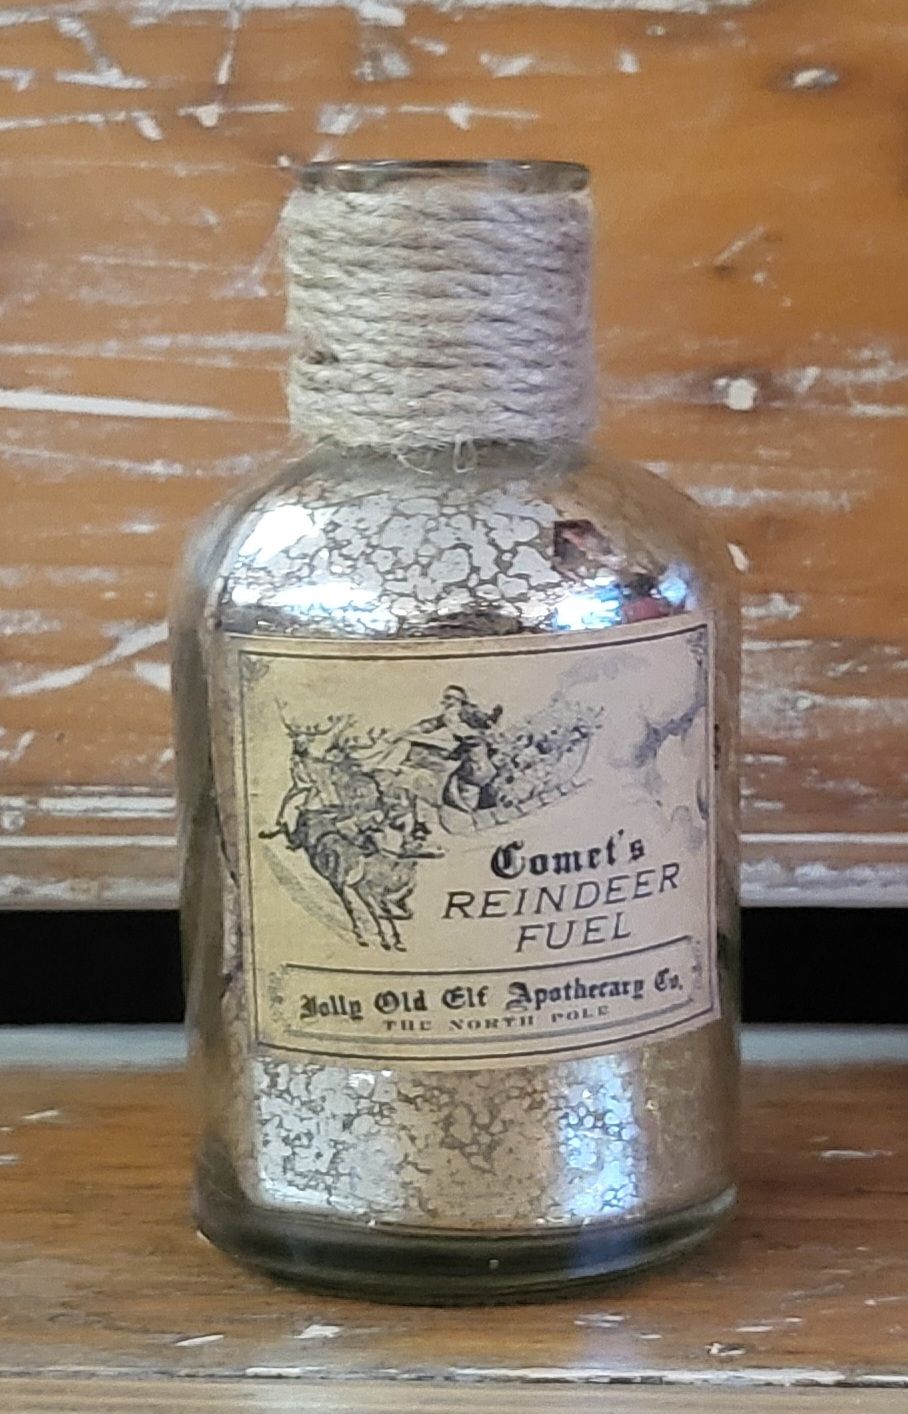 Comet's
REINDEER
FUEL
Jolly Old Elf Apothecary Co.
THE NORTH POLE